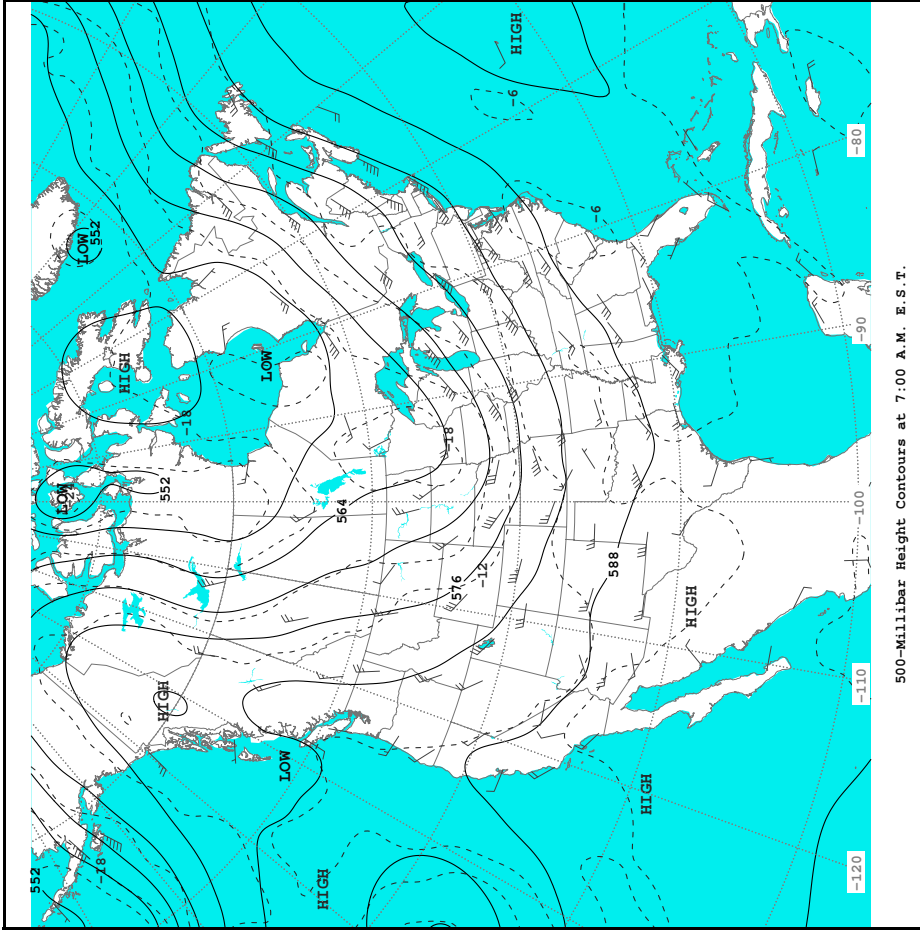 552
LOW
LOW
552
-18
HIGH
HIGH
552
-18
LOW
LOW
HIGH
564
-18
576
-12
-6
HIGH
-6
588
HIGH
HIGH
-120 -110 -100 -90 -80
500-Millibar Height Contours at 7:00 A.M. E.S.T.